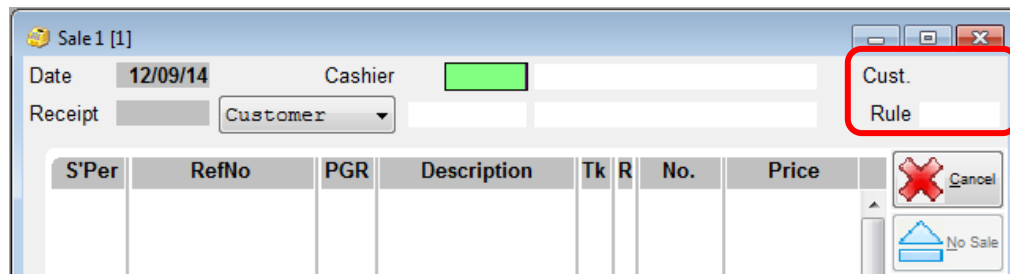 Sale 1 [1]
Date 12/09/14 Cashier Cust.
Receipt Customer Rule
S'Per RefNo PGR Description Tk R No. Price
Cancel
No Sale